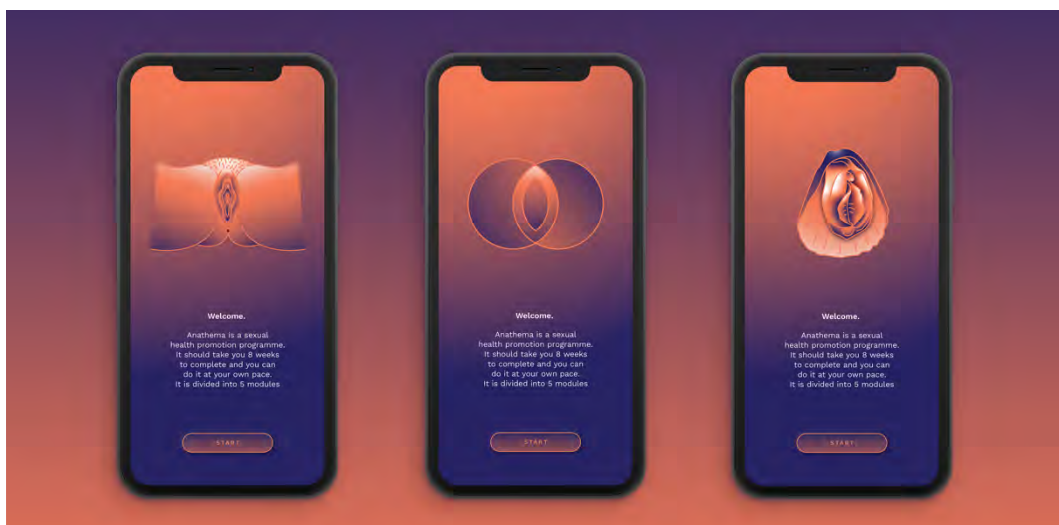 Welcome.
Anathema is a sexual
health promotion programme.
It should take you 8 weeks
to complete and you can
do it at your own pace.
It is divided into 5 modules
START
Welcome.
Anathema is a sexual
health promotion programme.
It should take you 8 weeks
to complete and you can
do it at your own pace.
It is divided into 5 modules
START
Welcome.
Anathema is a sexual
health promotion programme.
It should take you 8 weeks
to complete and you can
do it at your own pace.
It is divided into 5 modules
START